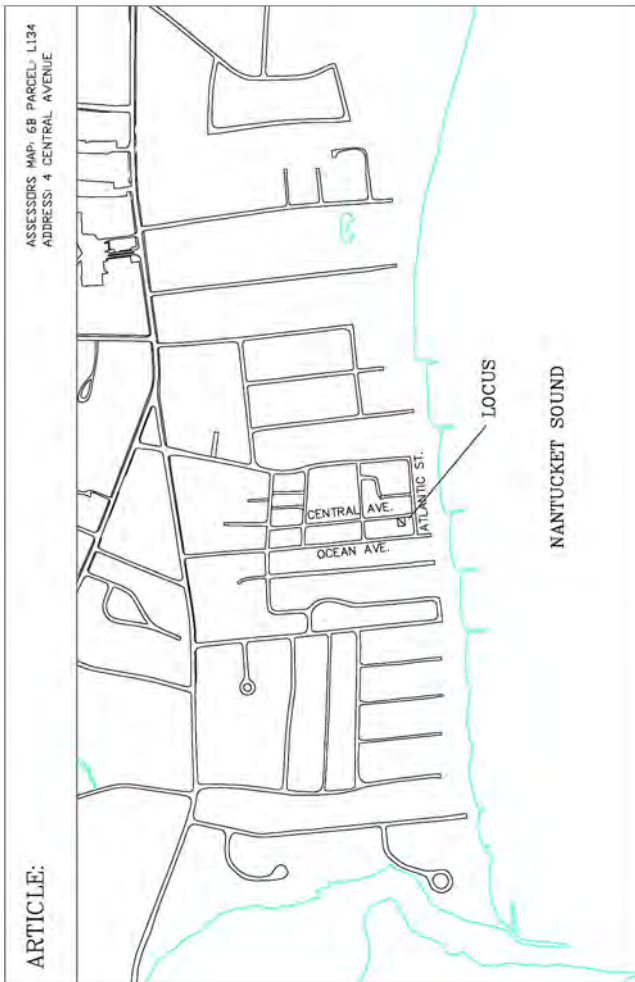 ARTICLE:
ASSESSORS MAP: 6B PARCEL: L134
ADDRESS: 4 CENTRAL AVENUE
CENTRAL AVE.
OCEAN AVE.
ATLANTIC ST.
LOCUS
NANTUCKET SOUND